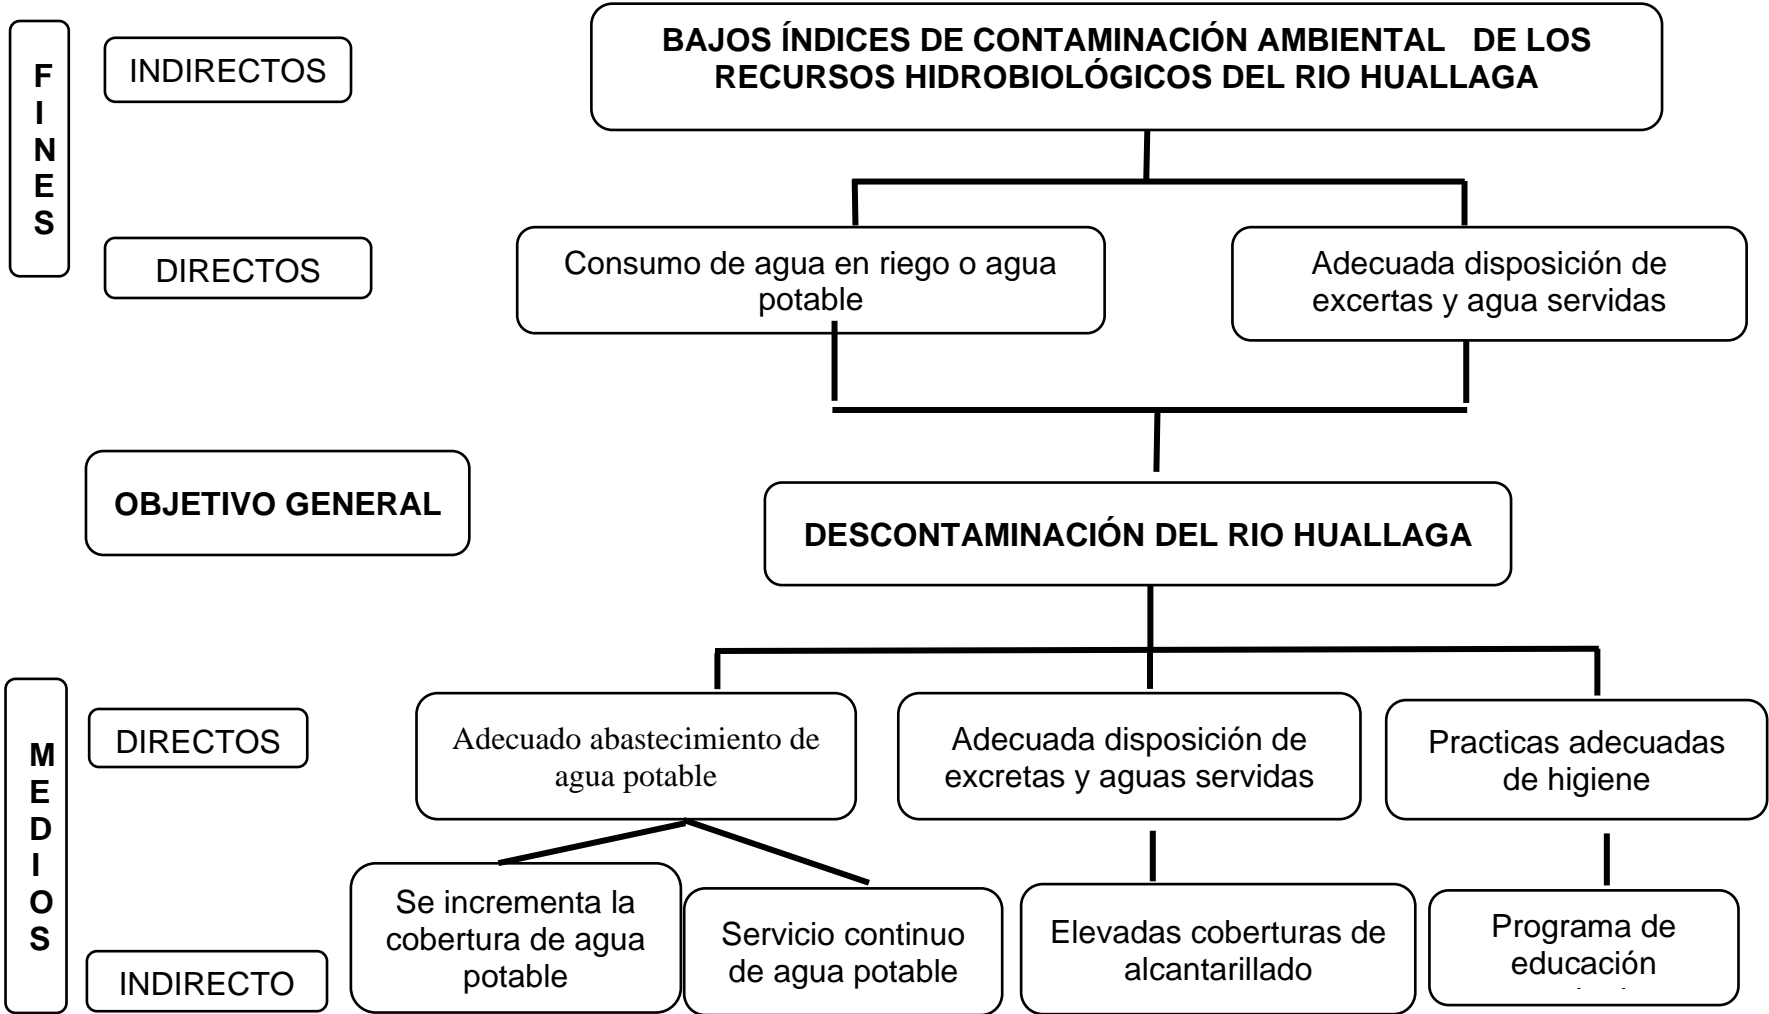 FINES
INDIRECTOS
BAJOS ÍNDICES DE CONTAMINACIÓN AMBIENTAL DE LOS
RECURSOS HIDROBIOLÓGICOS DEL RIO HUALLAGA
DIRECTOS
Consumo de agua en riego o agua
potable
Adecuada disposición de
excertas y agua servidas
OBJETIVO GENERAL
DESCONTAMINACIÓN DEL RIO HUALLAGA
MEDIOS
DIRECTOS
Adecuado abastecimiento de
agua potable
Adecuada disposición de
excretas y aguas servidas
Practicas adecuadas
de higiene
INDIRECTO
Se incrementa la
cobertura de agua
potable
Servicio continuo
de agua potable
Elevadas coberturas de
alcantarillado
Programa de
educación